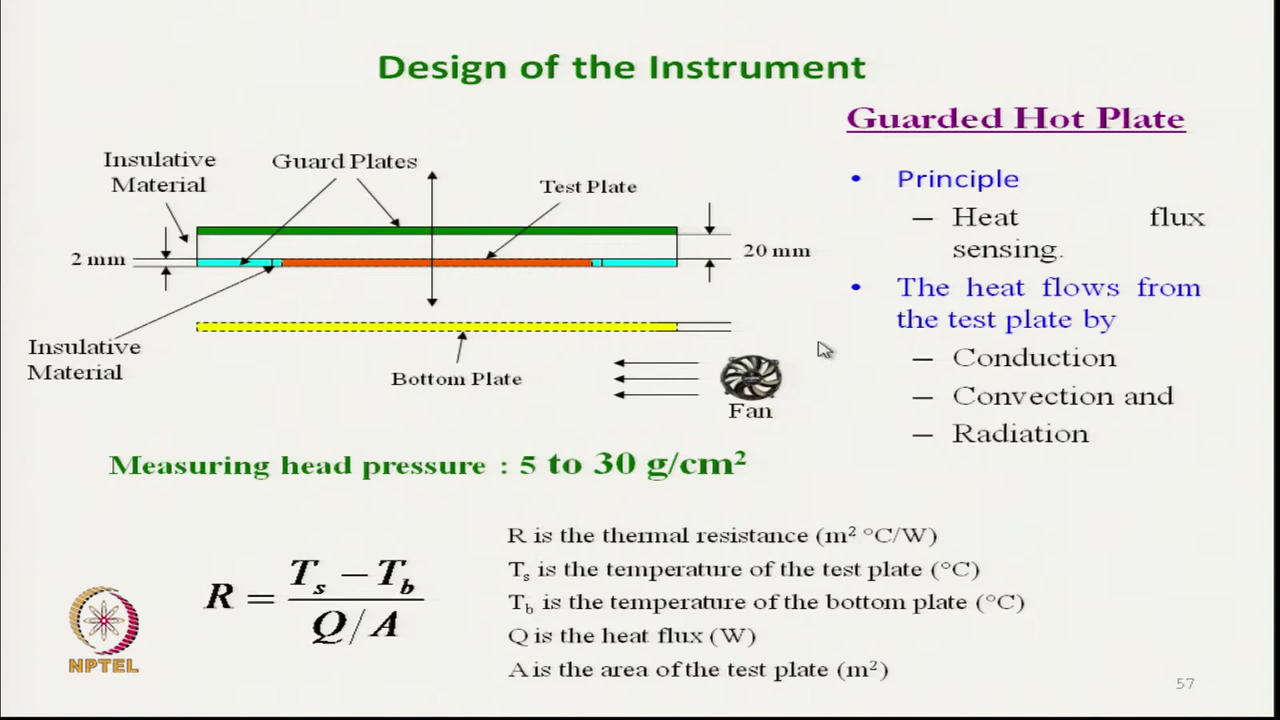 Design of the Instrument
Guarded Hot Plate
Insulative
Material
Guard Plates
Test Plate
2 mm
20 mm
Insulative
Material
Bottom Plate
Fan
• Principle
– Heat flux
sensing.
• The heat flows from
the test plate by
– Conduction
– Convection and
– Radiation
Measuring head pressure : 5 to 30 g/cm²
R = (T_s − T_b) / (Q/A)
R is the thermal resistance (m² °C/W)
T_s is the temperature of the test plate (°C)
T_b is the temperature of the bottom plate (°C)
Q is the heat flux (W)
A is the area of the test plate (m²)
NPTEL
57